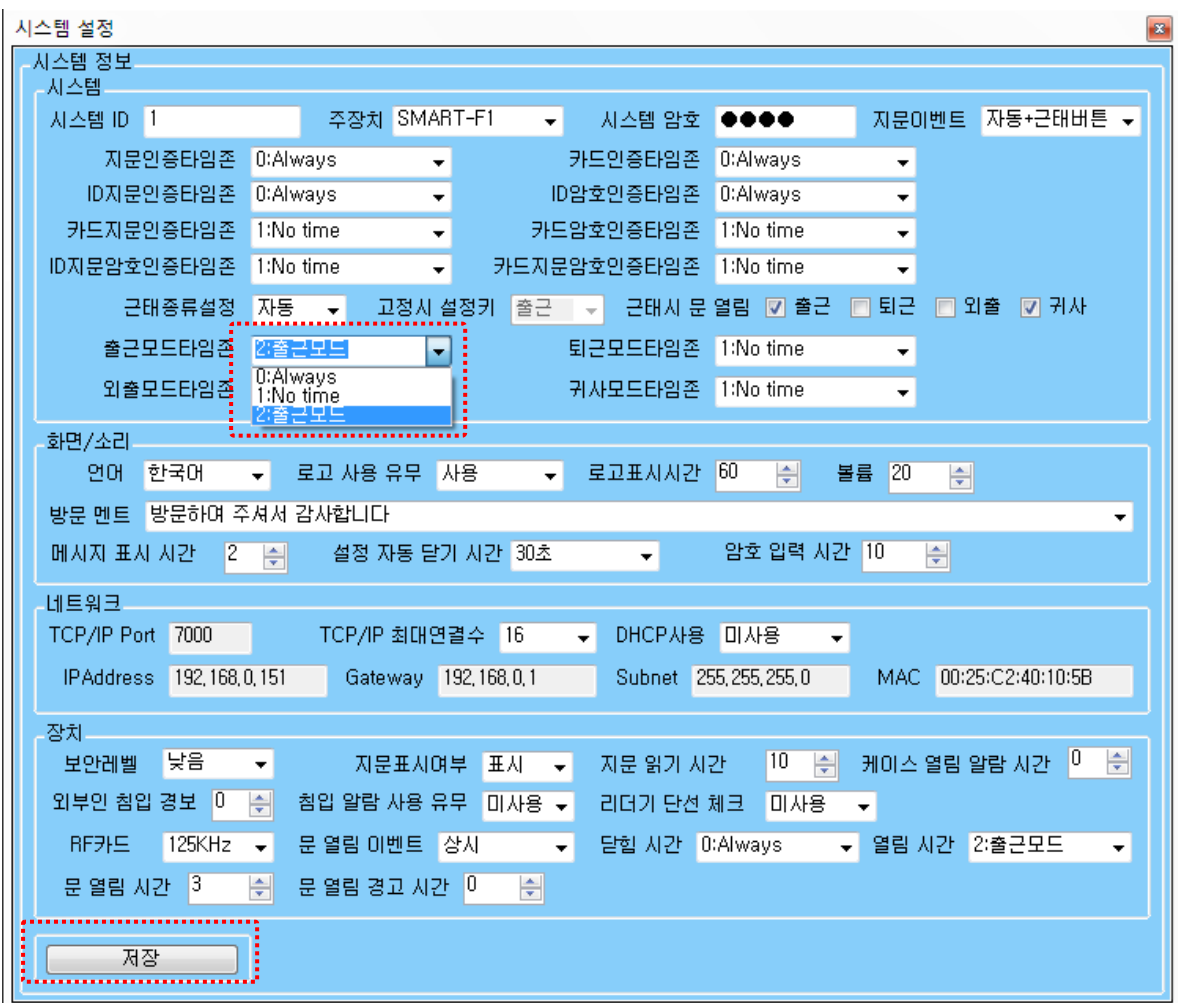 시스템 설정
시스템 정보
시스템
시스템 ID 1 주장치 SMART-F1 시스템 암호 ●●●● 지문이벤트 자동+근태버튼
지문인증타임존 0:Always 카드인증타임존 0:Always
ID지문인증타임존 0:Always ID암호인증타임존 0:Always
카드지문인증타임존 1:No time 카드암호인증타임존 1:No time
ID지문암호인증타임존 1:No time 카드지문암호인증타임존 1:No time
근태종류설정 자동 고정시 설정키 출근 근태시 문 열림 출근 퇴근 외출 귀사
출근모드타임존 2:출근모드 퇴근모드타임존 1:No time
0:Always
외출모드타임존 1:No time 귀사모드타임존 1:No time
2:출근모드
화면/소리
언어 한국어 로고 사용 유무 사용 로고표시시간 60 볼륨 20
방문 멘트 방문하여 주셔서 감사합니다
메시지 표시 시간 2 설정 자동 닫기 시간 30초 암호 입력 시간 10
네트워크
TCP/IP Port 7000 TCP/IP 최대연결수 16 DHCP사용 미사용
IPAddress 192,168,0,151 Gateway 192,168,0,1 Subnet 255,255,255,0 MAC 00:25:C2:40:10:5B
장치
보안레벨 낮음 지문표시여부 표시 지문 읽기 시간 10 케이스 열림 알람 시간 0
외부인 침입 경보 0 침입 알람 사용 유무 미사용 리더기 단선 체크 미사용
RF카드 125KHz 문 열림 이벤트 상시 닫힘 시간 0:Always 열림 시간 2:출근모드
문 열림 시간 3 문 열림 경고 시간 0
저장